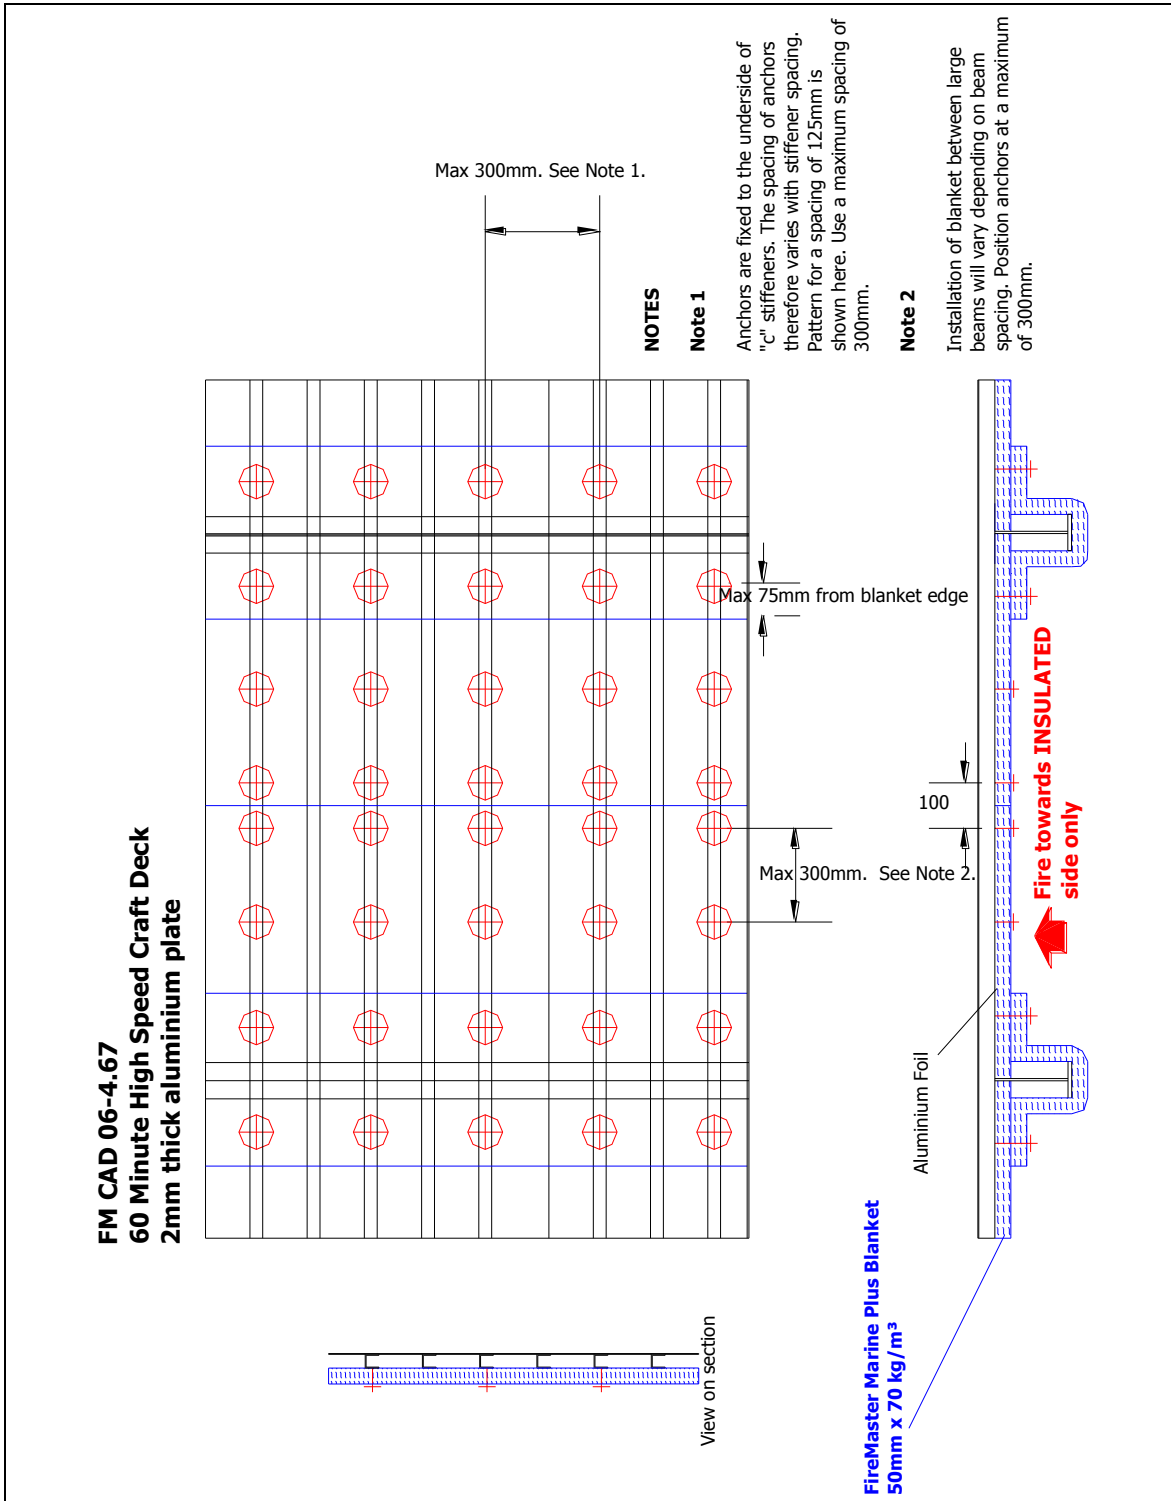 FM CAD 06-4.67
60 Minute High Speed Craft Deck
2mm thick aluminium plate
Max 300mm. See Note 1.
NOTES
Note 1
Anchors are fixed to the underside of
"c" stiffeners. The spacing of anchors
therefore varies with stiffener spacing.
Pattern for a spacing of 125mm is
shown here. Use a maximum spacing of
300mm.
Note 2
Installation of blanket between large
beams will vary depending on beam
spacing. Position anchors at a maximum
of 300mm.
Max 75mm from blanket edge
Max 300mm. See Note 2.
100
Fire towards INSULATED
side only
Aluminium Foil
View on section
FireMaster Marine Plus Blanket
50mm x 70 kg/m³